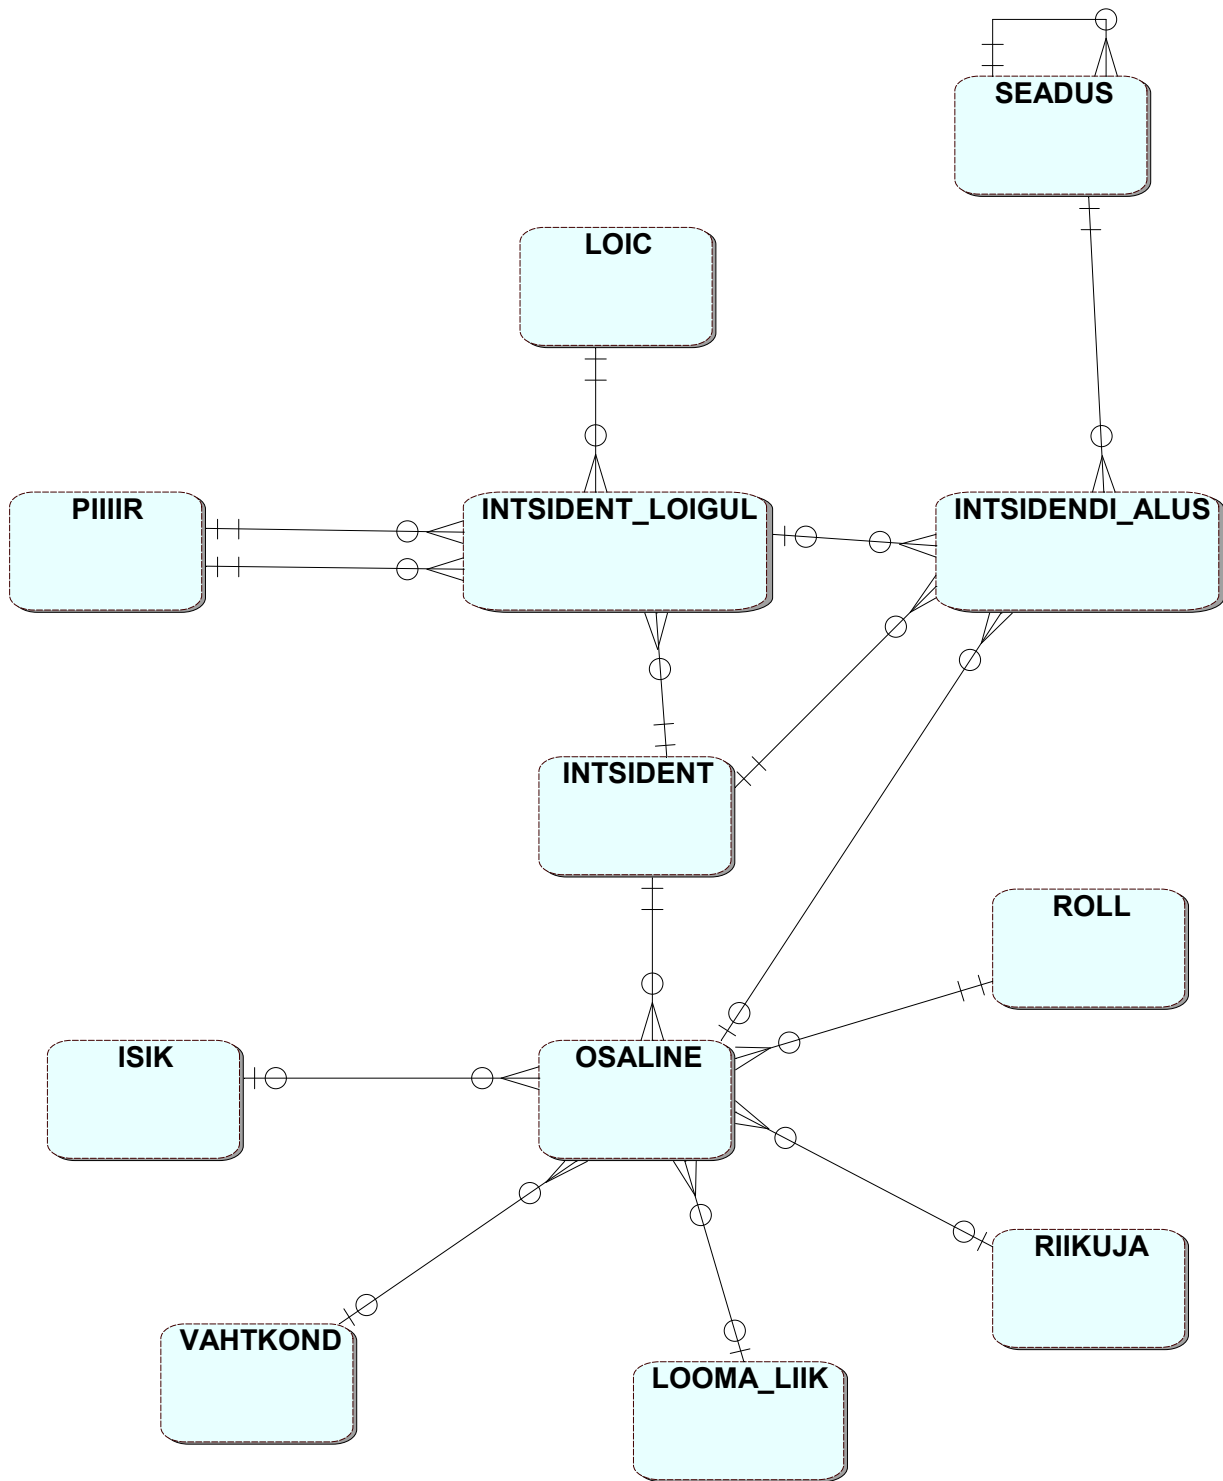 SEADUS
LOIC
PIIIIR
INTSIDENT_LOIGUL
INTSIDENDI_ALUS
INTSIDENT
ROLL
ISIK
OSALINE
RIIKUJA
VAHTKOND
LOOMA_LIIK